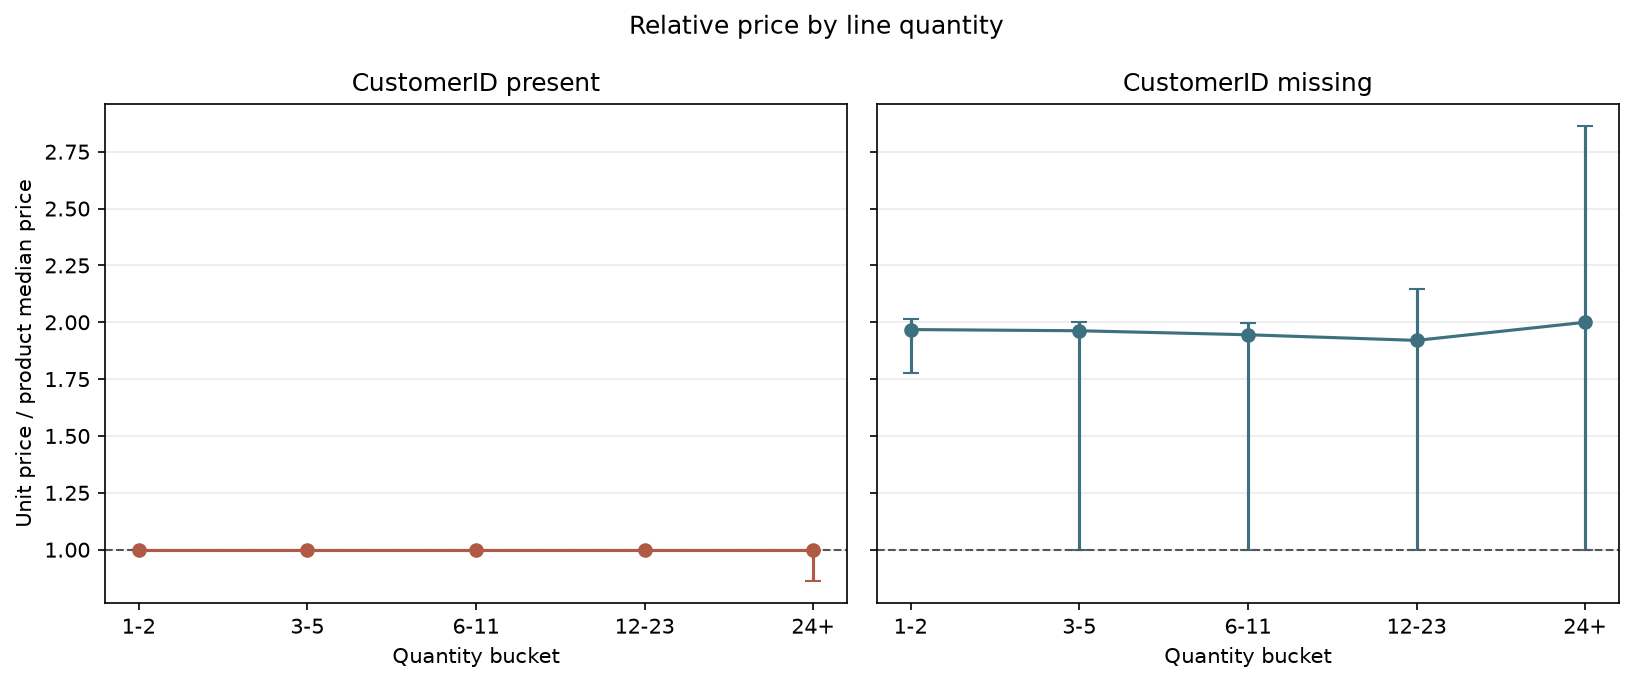 Relative price by line quantity
CustomerID present
CustomerID missing
Unit price / product median price
2.75
2.50
2.25
2.00
1.75
1.50
1.25
1.00
1-2 3-5 6-11 12-23 24+
Quantity bucket
1-2 3-5 6-11 12-23 24+
Quantity bucket